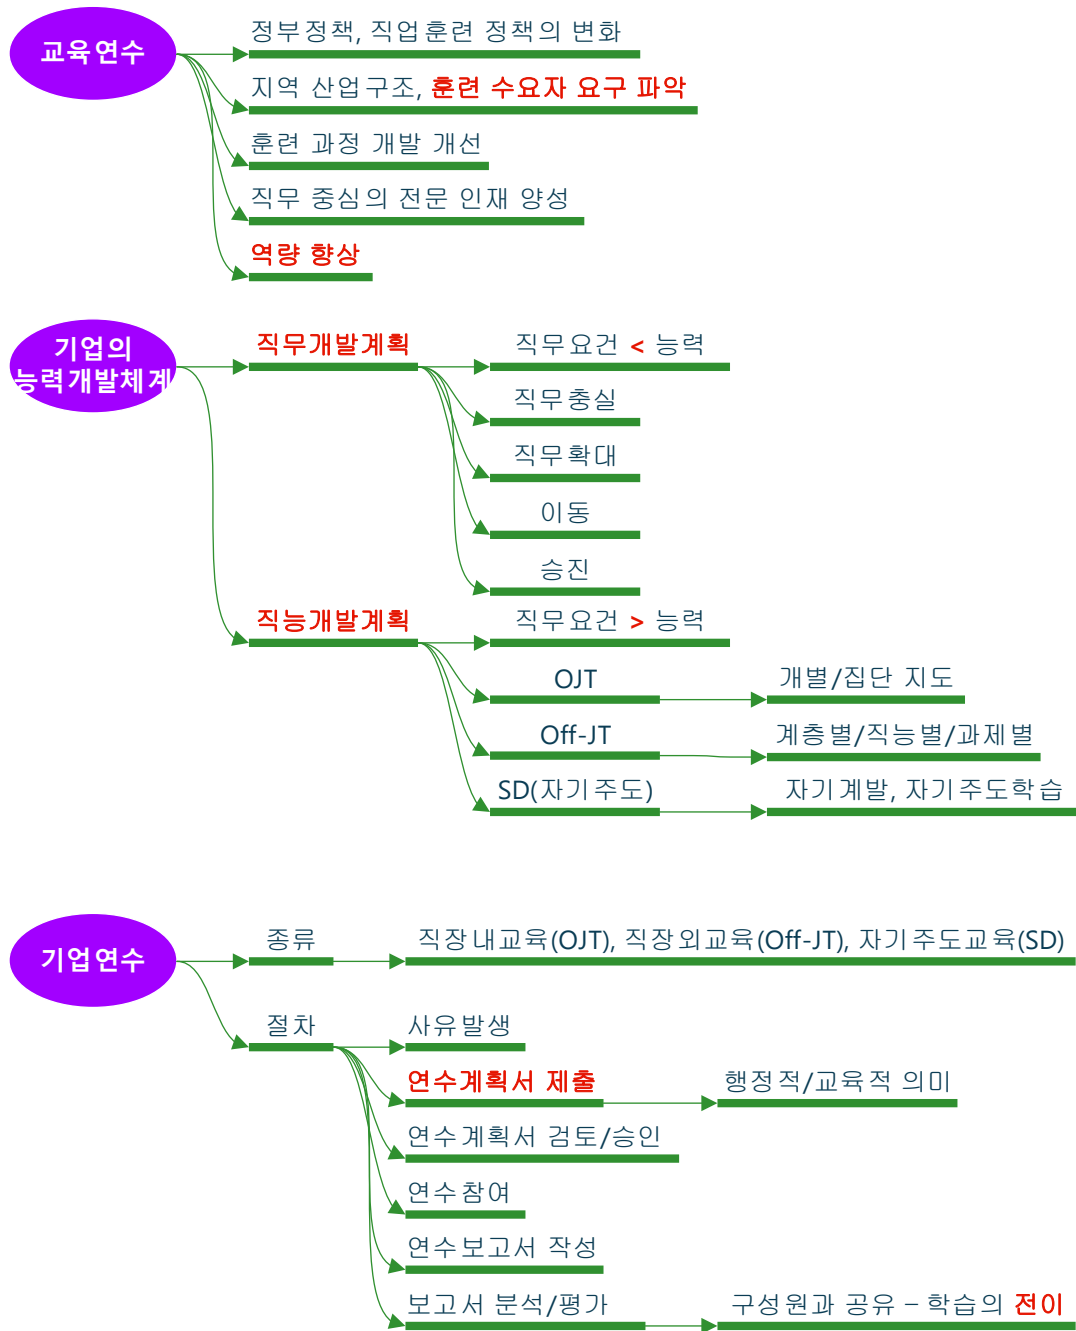 교육연수
정부정책, 직업훈련 정책의 변화
지역 산업구조, 훈련 수요자 요구 파악
훈련 과정 개발 개선
직무 중심의 전문 인재 양성
역량 향상
기업의
능력개발체계
직무개발계획
직무요건 < 능력
직무충실
직무확대
이동
승진
직능개발계획
직무요건 > 능력
OJT
개별/집단 지도
Off-JT
계층별/직능별/과제별
SD(자기주도)
자기계발, 자기주도학습
기업연수
종류
직장내교육(OJT), 직장외교육(Off-JT), 자기주도교육(SD)
절차
사유발생
연수계획서 제출
행정적/교육적 의미
연수계획서 검토/승인
연수참여
연수보고서 작성
보고서 분석/평가
구성원과 공유 – 학습의 전이